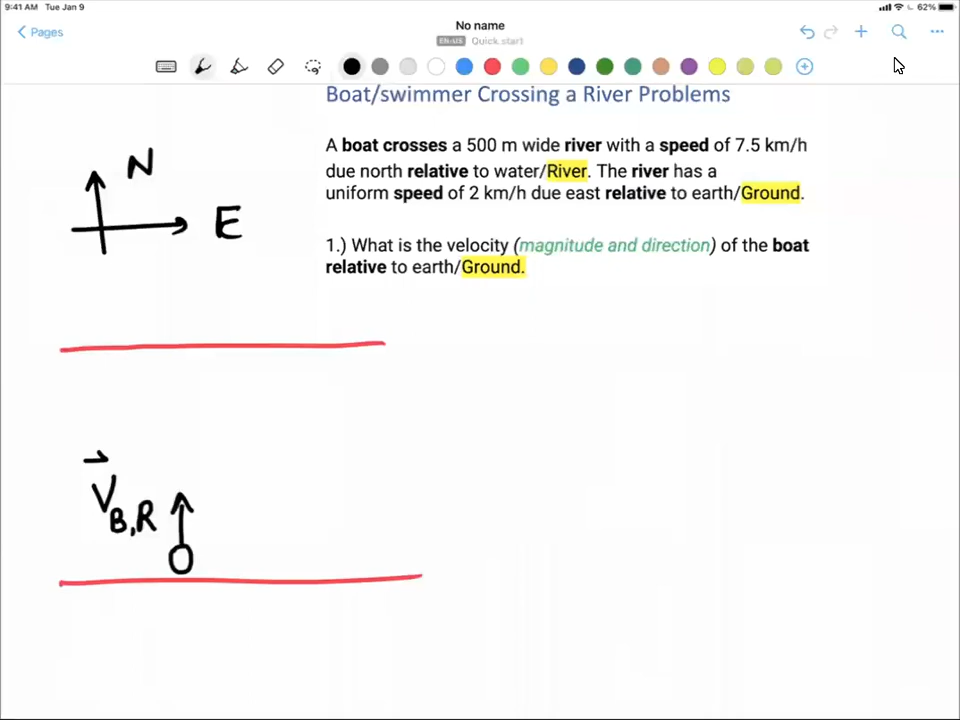 9:41 AM Tue Jan 9
62%
No name
Pages
EN-US Quick start
Boat/swimmer Crossing a River Problems
A boat crosses a 500 m wide river with a speed of 7.5 km/h
due north relative to water/River. The river has a
uniform speed of 2 km/h due east relative to earth/Ground.
1.) What is the velocity (magnitude and direction) of the boat
relative to earth/Ground.
N
E
V B,R